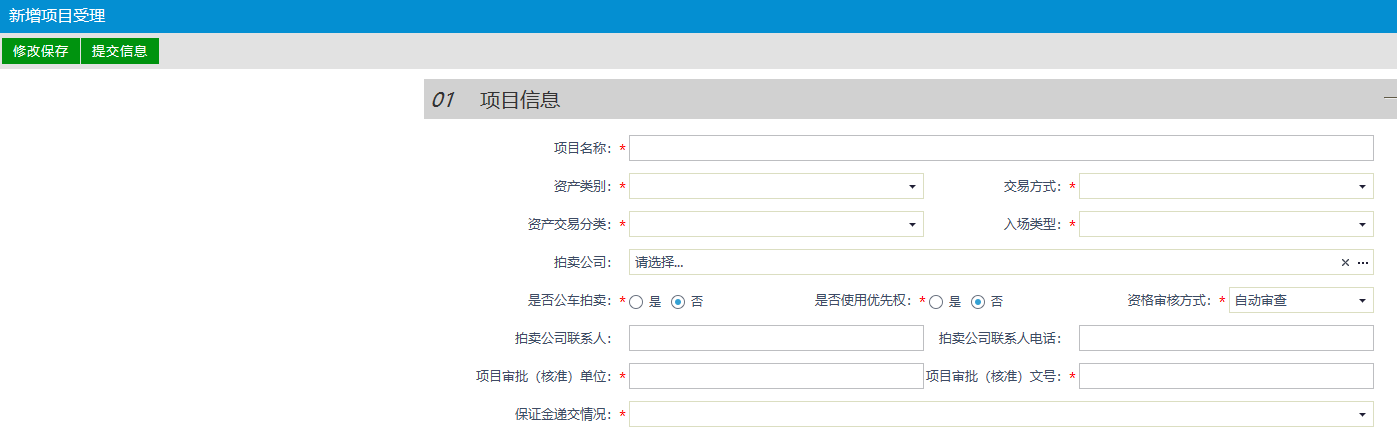 新增项目受理
修改保存 提交信息
01 项目信息
项目名称：*
资产类别：* 交易方式：*
资产交易分类：* 入场类型：*
拍卖公司： 请选择...
是否公车拍卖：* 是 否 是否使用优先权：* 是 否 资格审核方式：* 自动审查
拍卖公司联系人： 拍卖公司联系人电话：
项目审批（核准）单位：* 项目审批（核准）文号：*
保证金递交情况：*